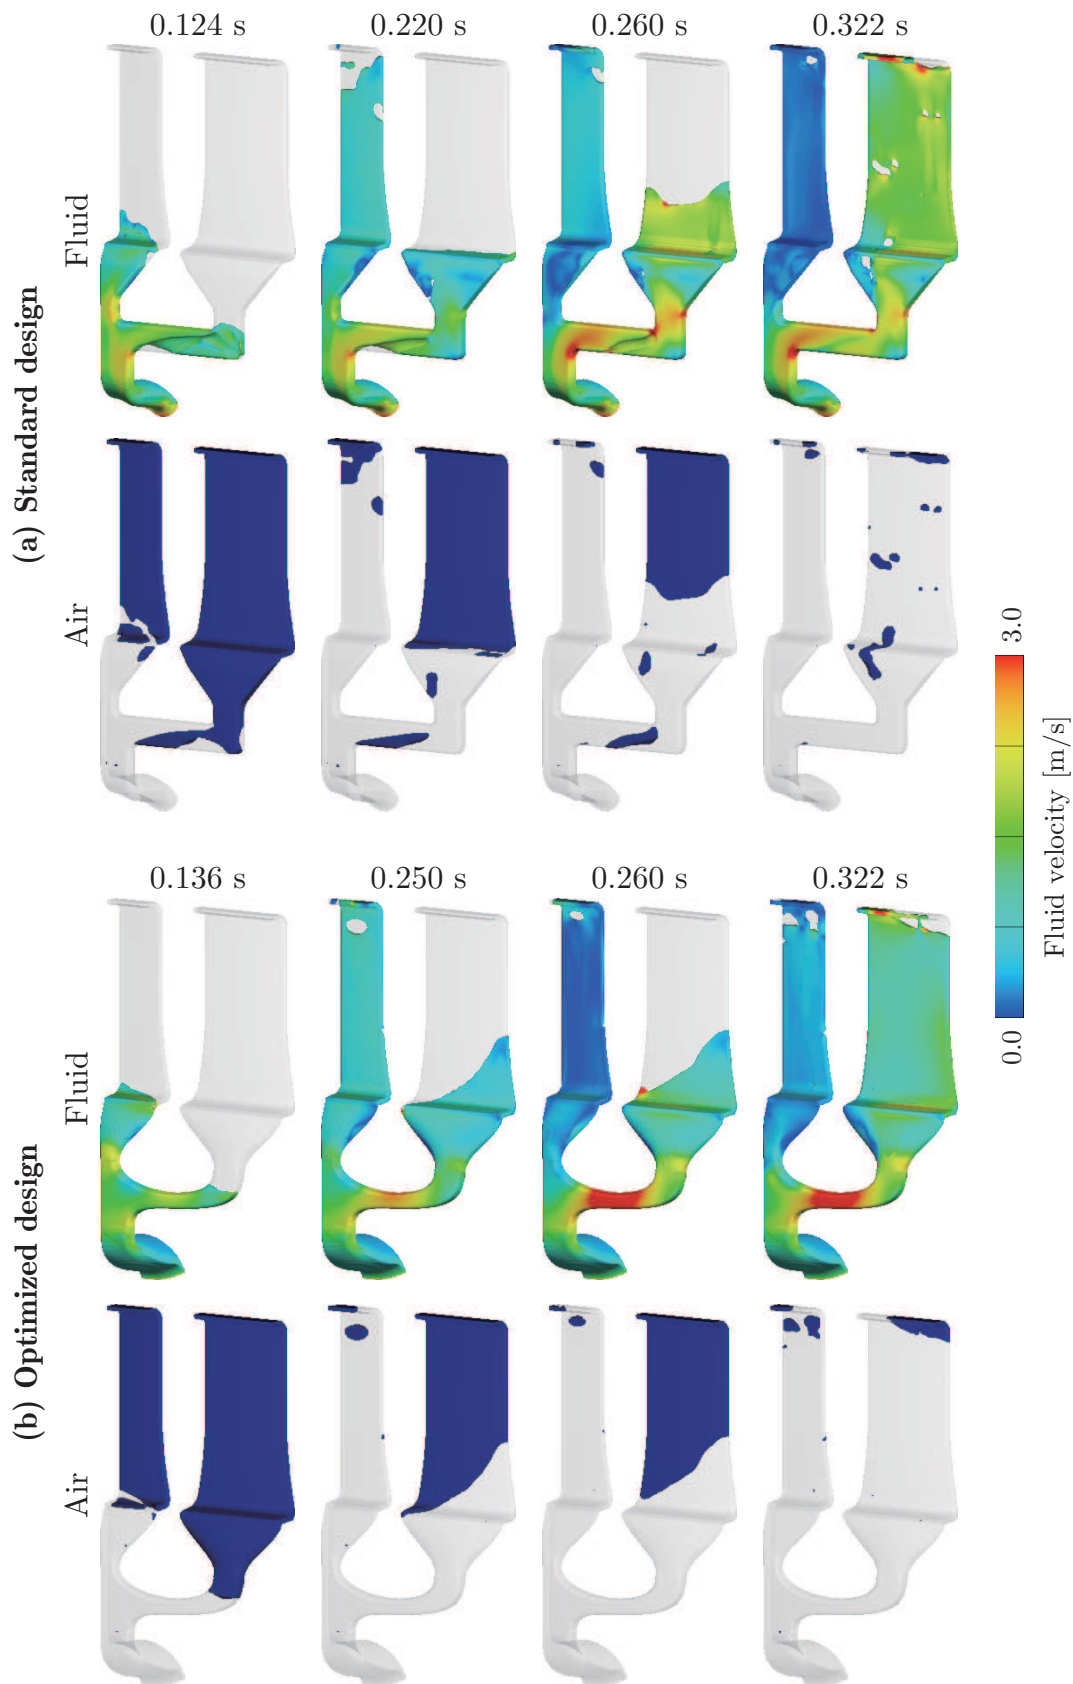 (a) Standard design
Fluid
Air
0.124 s
0.220 s
0.260 s
0.322 s
(b) Optimized design
Fluid
Air
0.136 s
0.250 s
0.260 s
0.322 s
0.0
3.0
Fluid velocity [m/s]